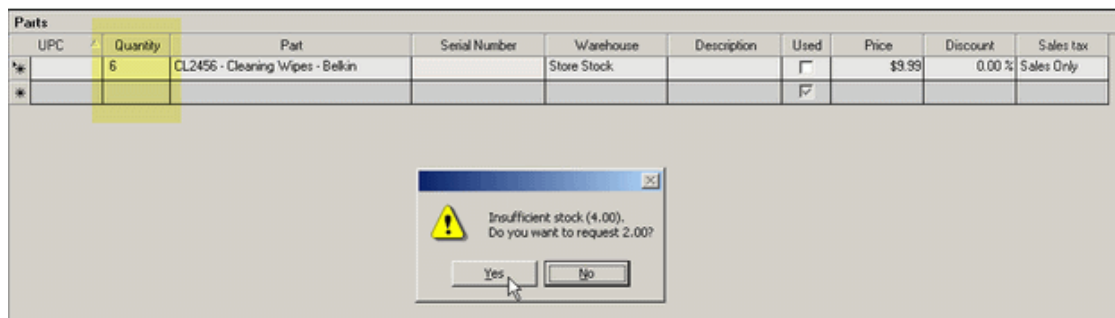 Parts
UPC Quantity Part Serial Number Warehouse Description Used Price Discount Sales tax
6 CL2456 - Cleaning Wipes - Belkin Store Stock $9.99 0.00 % Sales Only
Insufficient stock (4.00).
Do you want to request 2.00?
Yes No